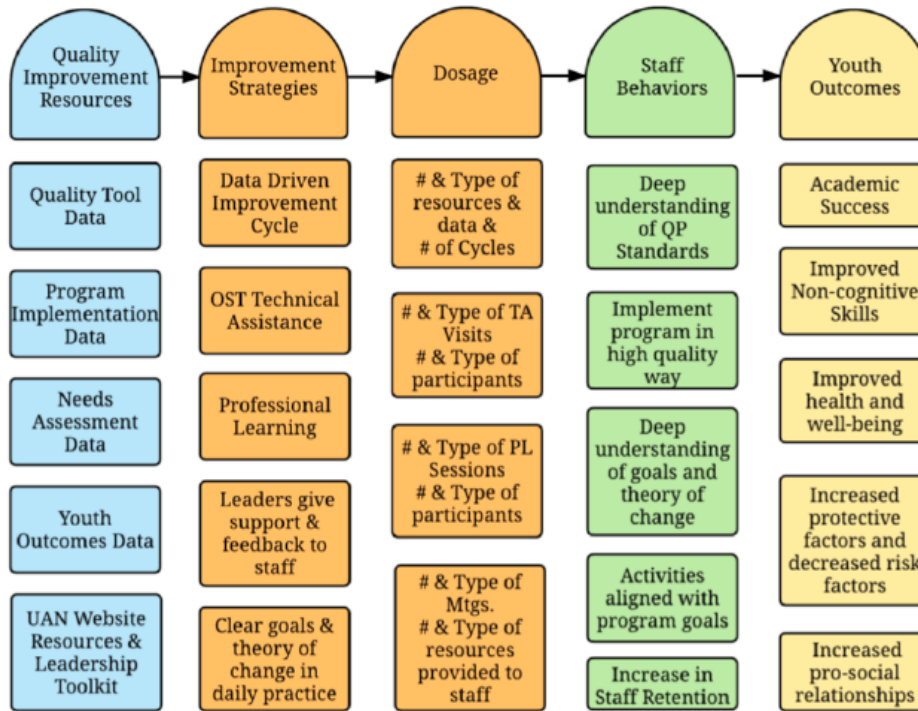 Quality
Improvement
Resources
Improvement
Strategies
Dosage
Staff
Behaviors
Youth
Outcomes
Quality Tool
Data
Program
Implementation
Data
Needs
Assessment
Data
Youth
Outcomes Data
UAN Website
Resources &
Leadership
Toolkit
Data Driven
Improvement
Cycle
OST Technical
Assistance
Professional
Learning
Leaders give
support &
feedback to
staff
Clear goals &
theory of
change in
daily practice
# & Type of
resources &
data &
# of Cycles
# & Type of TA
Visits
# & Type of
participants
# & Type of PL
Sessions
# & Type of
participants
# & Type of
Mtgs.
# & Type of
resources
provided to
staff
Deep
understanding
of QP
Standards
Implement
program in
high quality
way
Deep
understanding
of goals and
theory of
change
Activities
aligned with
program goals
Increase in
Staff Retention
Academic
Success
Improved
Non-cognitive
Skills
Improved
health and
well-being
Increased
protective
factors and
decreased risk
factors
Increased
pro-social
relationships